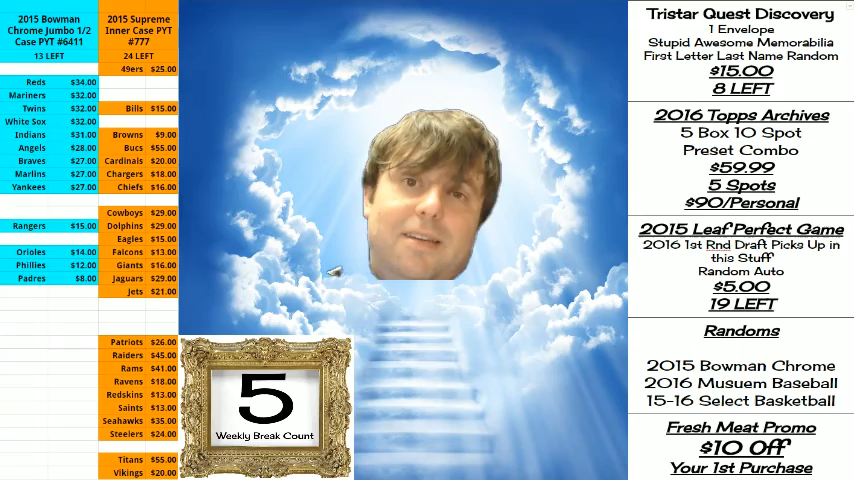 2015 Bowman
Chrome Jumbo 1/2
Case PYT #6411
13 LEFT
Reds $34.00
Mariners $32.00
Twins $32.00
White Sox $32.00
Indians $31.00
Angels $28.00
Braves $27.00
Marlins $27.00
Yankees $27.00
Rangers $15.00
Orioles $14.00
Phillies $12.00
Padres $8.00
2015 Supreme
Inner Case PYT
#777
24 LEFT
49ers $25.00
Bills $15.00
Browns $9.00
Bucs $55.00
Cardinals $20.00
Chargers $18.00
Chiefs $16.00
Cowboys $29.00
Dolphins $29.00
Eagles $15.00
Falcons $13.00
Giants $16.00
Jaguars $29.00
Jets $21.00
Patriots $26.00
Raiders $45.00
Rams $41.00
Ravens $18.00
Redskins $13.00
Saints $13.00
Seahawks $35.00
Steelers $24.00
Titans $55.00
Vikings $20.00
5
Weekly Break Count
Tristar Quest Discovery
1 Envelope
Stupid Awesome Memorabilia
First Letter Last Name Random
$15.00
8 LEFT
2016 Topps Archives
5 Box 10 Spot
Preset Combo
$59.99
5 Spots
$90/Personal
2015 Leaf Perfect Game
2016 1st Rnd Draft Picks Up in
this Stuff
Random Auto
$5.00
19 LEFT
Randoms
2015 Bowman Chrome
2016 Musuem Baseball
15-16 Select Basketball
Fresh Meat Promo
$10 Off
Your 1st Purchase